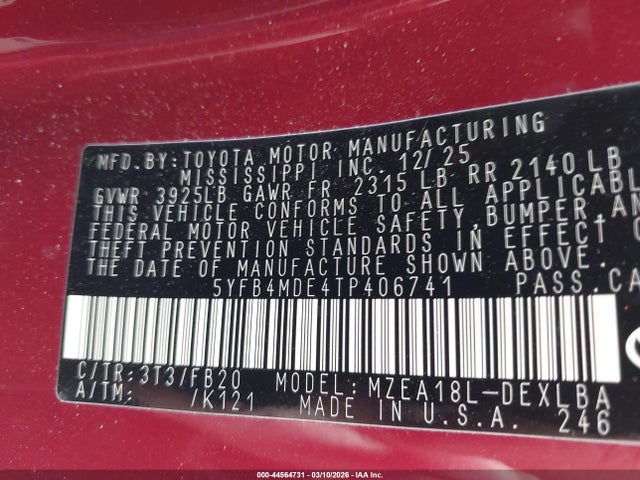 MFD.BY: TOYOTA MOTOR MANUFACTURING
MISSISSIPPI INC. 12/25
GVWR 3925LB GAWR FR 2315 LB RR 2140 LB
THIS VEHICLE CONFORMS TO ALL APPLICABL
FEDERAL MOTOR VEHICLE SAFETY, BUMPER, AN
THEFT PREVENTION STANDARDS IN EFFECT O
THE DATE OF MANUFACTURE SHOWN ABOVE.
5YFB4MDE4TP406741 PASS.CA
C/TR: 3T3/FB20 MODEL: MZEA18L-DEXLBA
A/TM: /K121 MADE IN U.S.A. 246
000-44564731 - 03/10/2026 - IAAI, Inc.